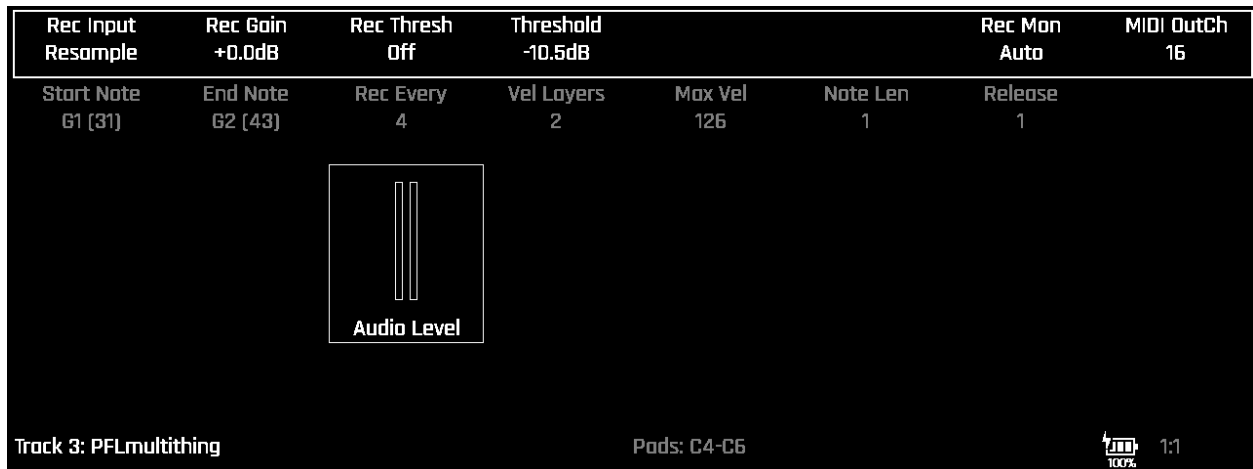 Rec Input Rec Gain Rec Thresh Threshold Rec Mon MIDI OutCh
Resample +0.0dB Off -10.5dB Auto 16
Start Note End Note Rec Every Vel Layers Max Vel Note Len Release
G1 (31) G2 (43) 4 2 126 1 1
Audio Level
Track 3: PFLmultithing Pads: C4-C6 1:1
100%